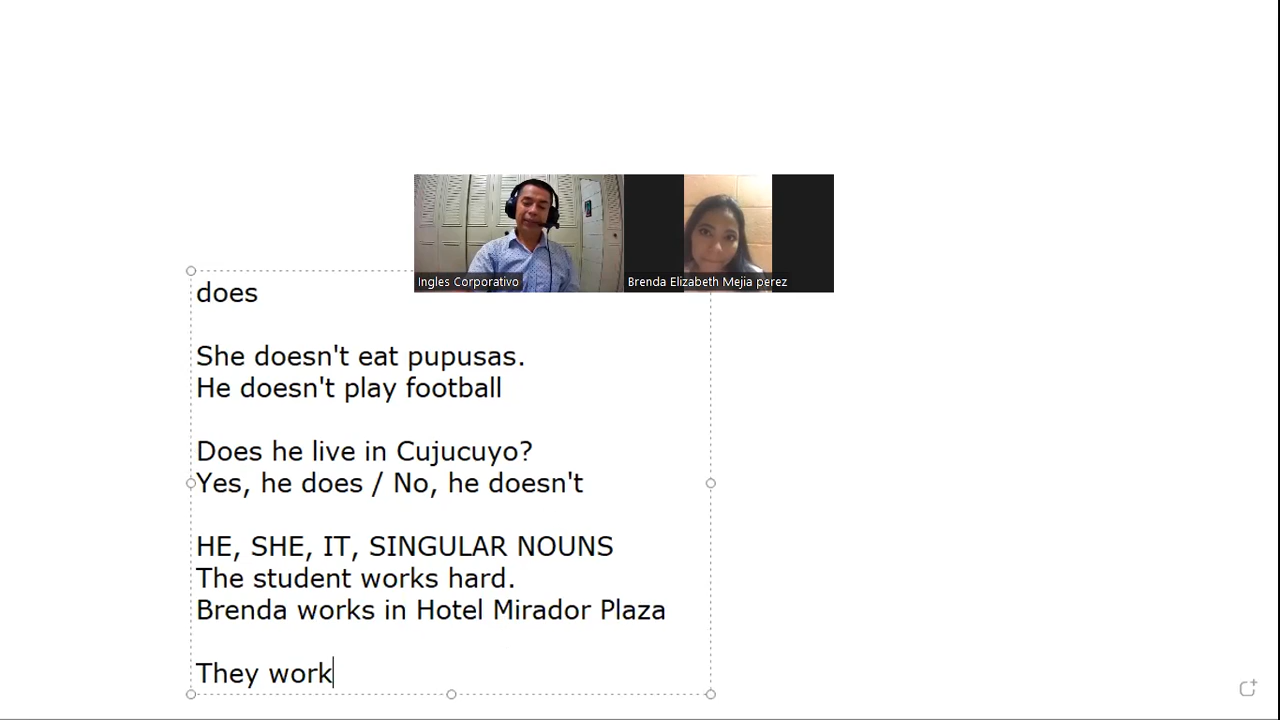 Ingles Corporativo
Brenda Elizabeth Mejia perez
does
She doesn't eat pupusas.
He doesn't play football
Does he live in Cujucuyo?
Yes, he does / No, he doesn't
HE, SHE, IT, SINGULAR NOUNS
The student works hard.
Brenda works in Hotel Mirador Plaza
They work